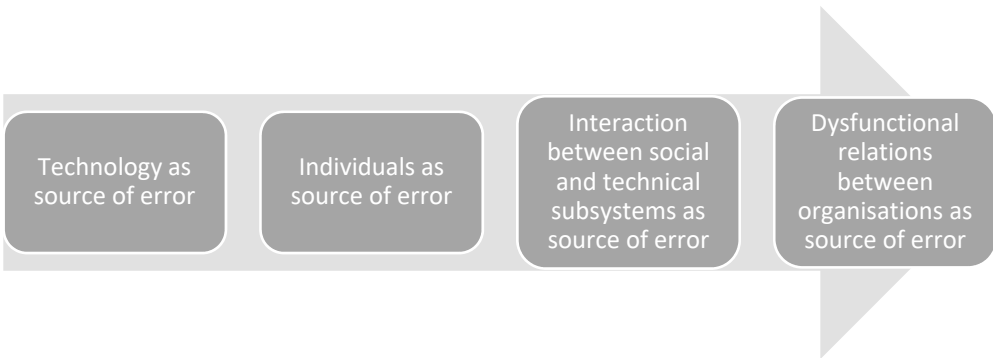 Technology as
source of error
Individuals as
source of error
Interaction
between social
and technical
subsystems as
source of error
Dysfunctional
relations
between
organisations as
source of error